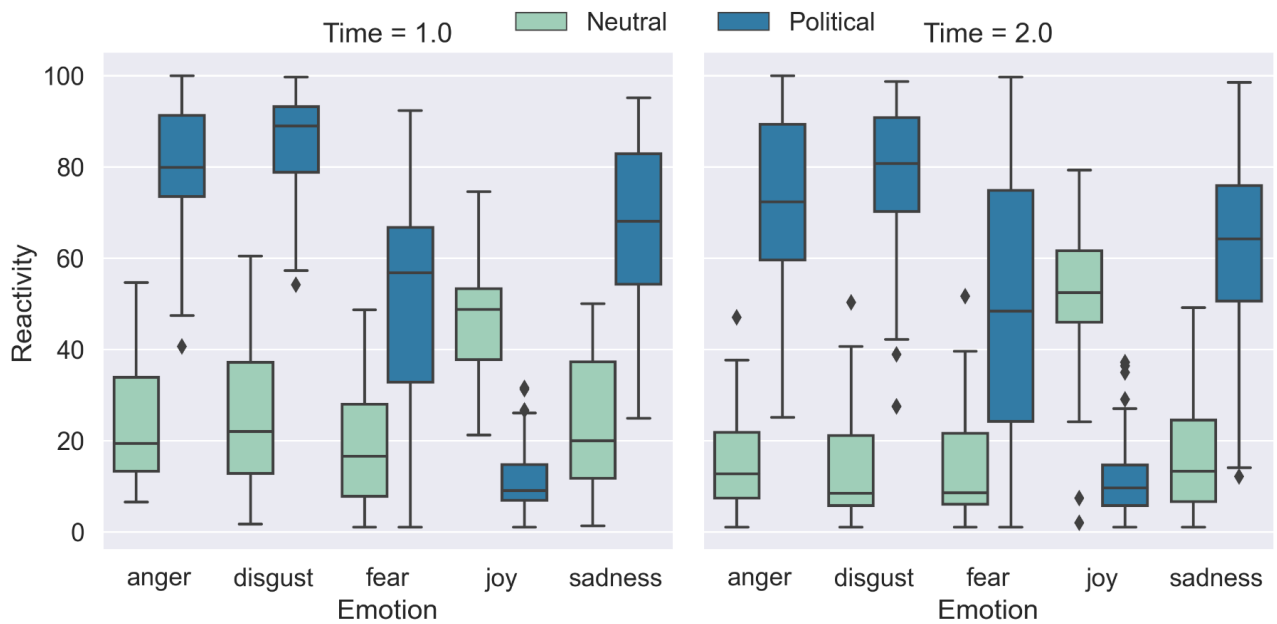 Neutral Political
Time = 1.0 Time = 2.0
Reactivity
100
80
60
40
20
0
anger disgust fear joy sadness anger disgust fear joy sadness
Emotion Emotion